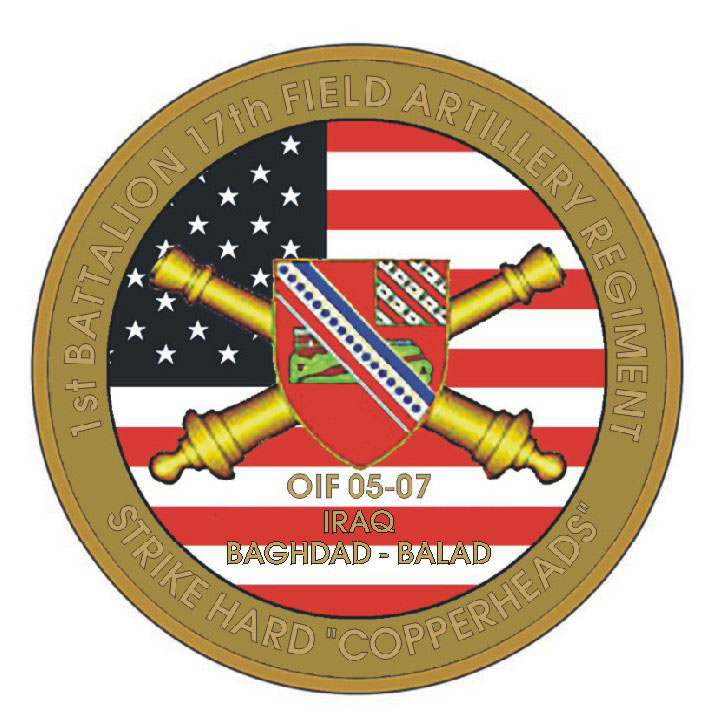 1st BATTALION 17th FIELD ARTILLERY REGIMENT
OIF 05-07
IRAQ
BAGHDAD - BALAD
STRIKE HARD "COPPERHEADS"